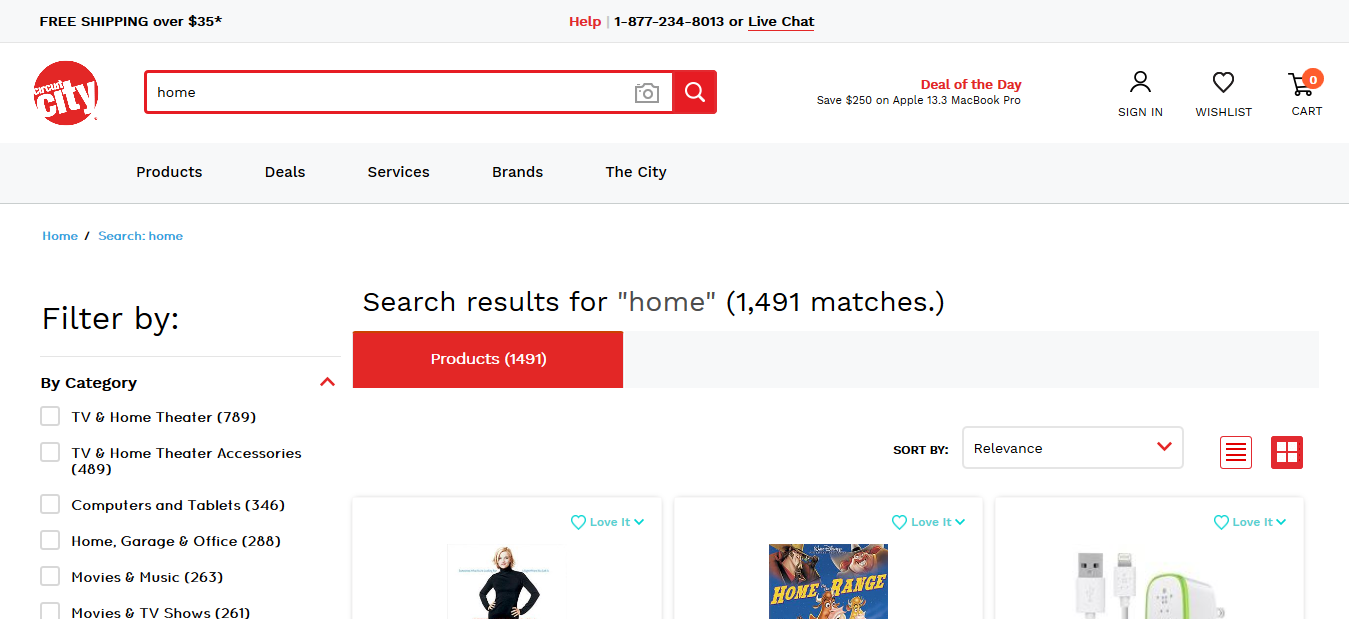 FREE SHIPPING over $35*
Help | 1-877-234-8013 or Live Chat
circuit city
home
Deal of the Day
Save $250 on Apple 13.3 MacBook Pro
SIGN IN
WISHLIST
0
CART
Products
Deals
Services
Brands
The City
Home / Search: home
Filter by:
Search results for "home" (1,491 matches.)
Products (1491)
By Category
TV & Home Theater (789)
TV & Home Theater Accessories
(489)
Computers and Tablets (346)
Home, Garage & Office (288)
Movies & Music (263)
Movies & TV Shows (261)
SORT BY:
Relevance
Love It
Love It
Love It
Walt Disney
HOME ON THE RANGE